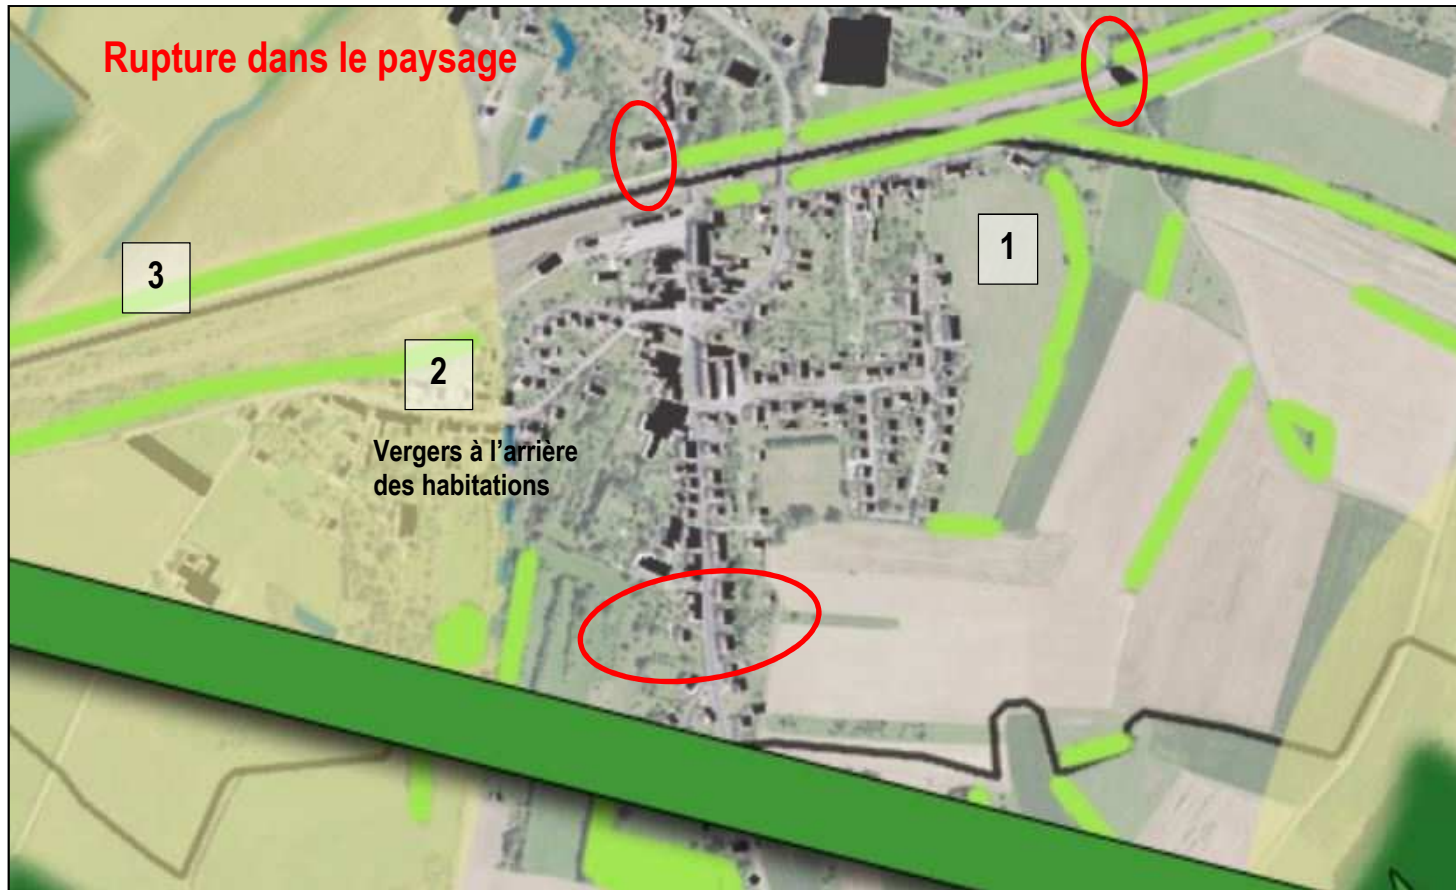 Rupture dans le paysage
1
3
2
Vergers à l'arrière
des habitations